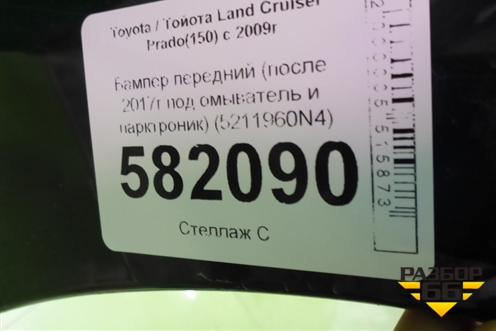 Toyota / Тойота Land Cruiser
Prado(150) с 2009г
Бампер передний (после
2017г под омыватель и
парктроник) (5211960N4)
582090
Стеллаж С
РАЗБОР
66